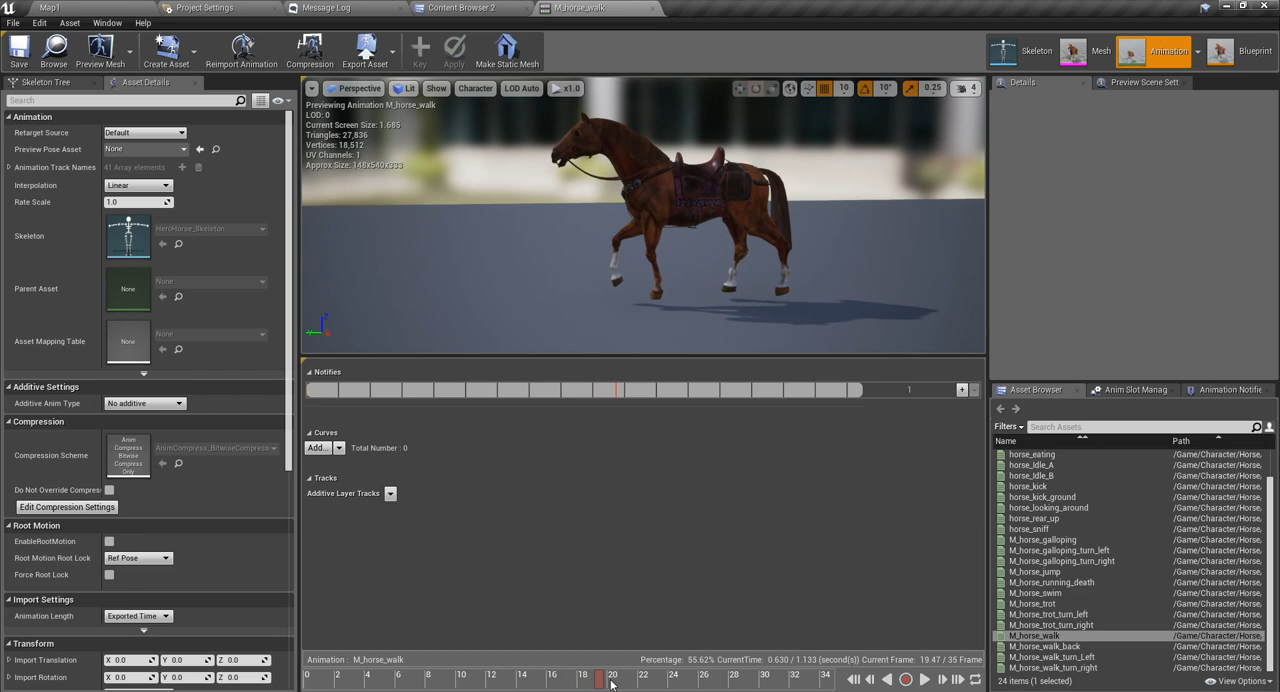 Map1
Project Settings
Message Log
Content Browser 2
M_horse_walk
File Edit Asset Window Help
Save
Browse
Preview Mesh
Create Asset
Reimport Animation
Compression
Export Asset
Key
Apply
Make Static Mesh
Skeleton
Mesh
Animation
Blueprint
Skeleton Tree
Asset Details
Search
Animation
Retarget Source Default
Preview Pose Asset None
Animation Track Names 41 Array elements
Interpolation Linear
Rate Scale 1.0
Skeleton HeroHorse_Skeleton
Parent Asset None None
Asset Mapping Table None None
Additive Settings
Additive Anim Type No additive
Compression
Compression Scheme
Anim
Compress
Bitwise
Compress
Only
AnimCompress_BitwiseCompress
Do Not Override Compres
Edit Compression Settings
Root Motion
EnableRootMotion
Root Motion Root Lock Ref Pose
Force Root Lock
Import Settings
Animation Length Exported Time
Transform
Import Translation X 0.0 Y 0.0 Z 0.0
Import Rotation X 0.0 Y 0.0 Z 0.0
Perspective Lit Show Character LOD Auto x1.0
10 10° 0.25 4
Previewing Animation M_horse_walk
LOD: 0
Current Screen Size: 1.685
Triangles: 27,836
Vertices: 18,512
UV Channels: 1
Approx Size: 148x540x333
Notifies
1 + -
Curves
Add... Total Number : 0
Tracks
Additive Layer Tracks
Animation : M_horse_walk
Percentage: 55.62% CurrentTime: 0.630 / 1.133 (second(s)) Current Frame: 19.47 / 35 Frame
0 2 4 6 8 10 12 14 16 18 20 22 24 26 28 30 32 34
Details
Preview Scene Sett
Asset Browser
Anim Slot Manag
Animation Notifie
Filters Search Assets
Name Path
horse_eating /Game/Character/Horse,
horse_Idle_A /Game/Character/Horse,
horse_Idle_B /Game/Character/Horse,
horse_kick /Game/Character/Horse,
horse_kick_ground /Game/Character/Horse,
horse_looking_around /Game/Character/Horse,
horse_rear_up /Game/Character/Horse,
horse_sniff /Game/Character/Horse,
M_horse_galloping /Game/Character/Horse,
M_horse_galloping_turn_left /Game/Character/Horse,
M_horse_galloping_turn_right /Game/Character/Horse,
M_horse_jump /Game/Character/Horse,
M_horse_running_death /Game/Character/Horse,
M_horse_swim /Game/Character/Horse,
M_horse_trot /Game/Character/Horse,
M_horse_trot_turn_left /Game/Character/Horse,
M_horse_trot_turn_right /Game/Character/Horse,
M_horse_walk /Game/Character/Horse,
M_horse_walk_back /Game/Character/Horse,
M_horse_walk_turn_Left /Game/Character/Horse,
M_horse_walk_turn_right /Game/Character/Horse,
24 items (1 selected) View Options